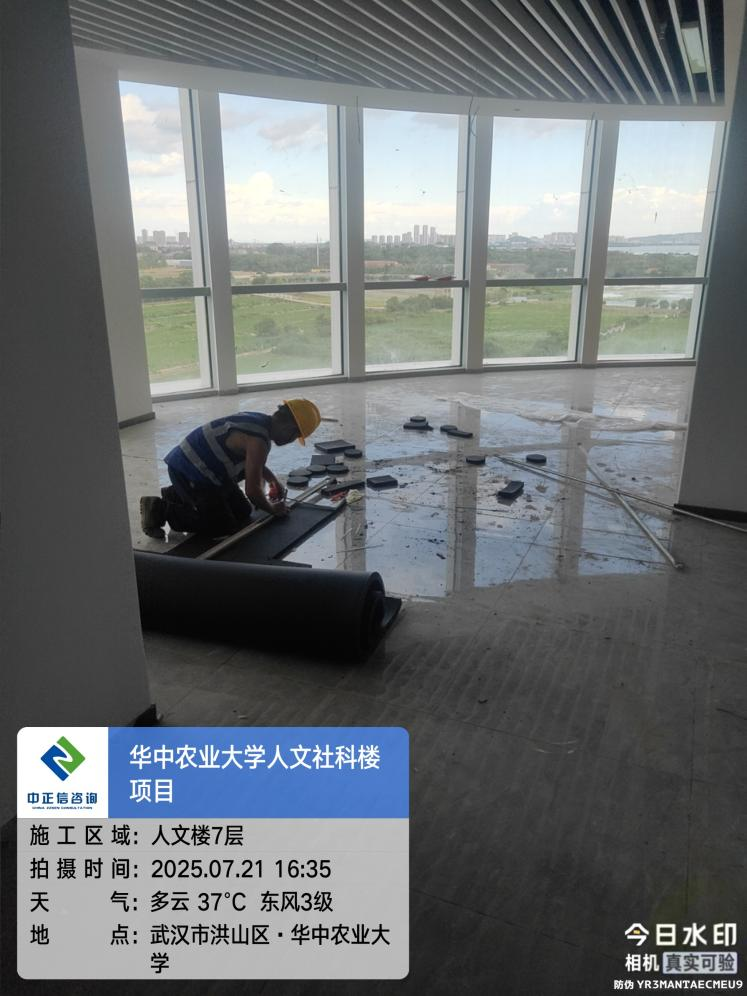 中正信咨询
CHINA ZOSEN CONSULTATION
华中农业大学人文社科楼
项目
施工区域：人文楼7层
拍摄时间：2025.07.21 16:35
天气：多云 37℃ 东风3级
地点：武汉市洪山区·华中农业大
学
今日水印
相机 真实可验
防伪 YR3MANTAECMEU9